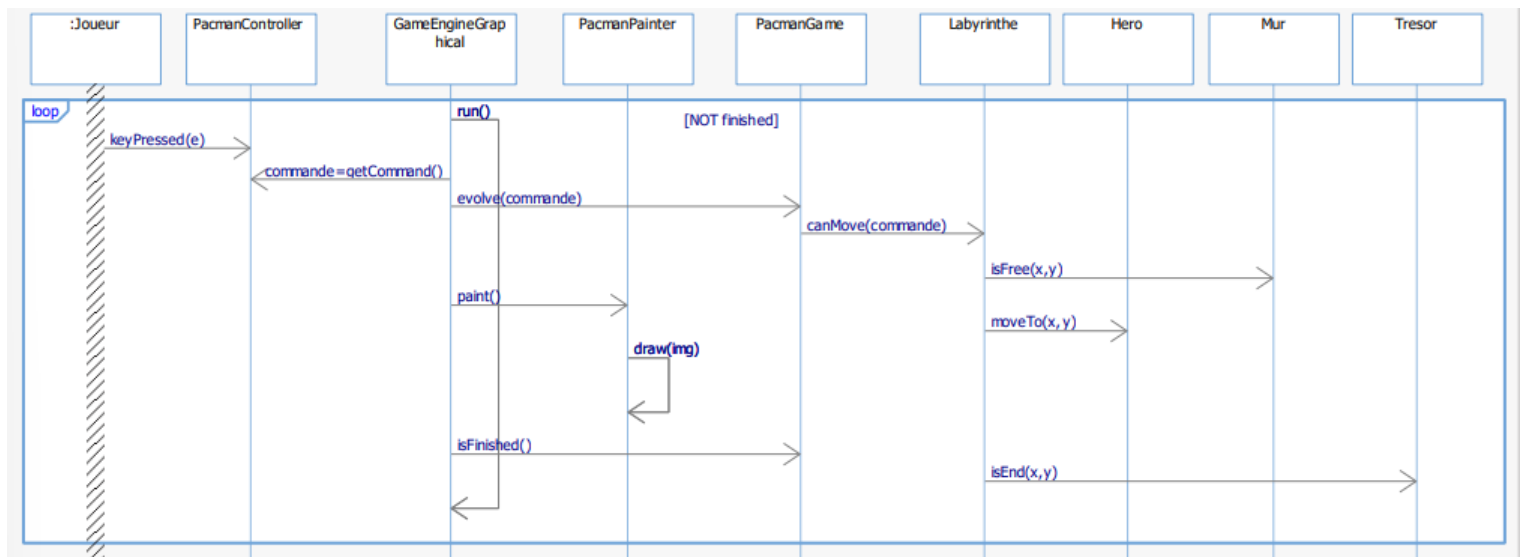 :Joueur
PacmanController
GameEngineGrap
hical
PacmanPainter
PacmanGame
Labyrinthe
Hero
Mur
Tresor
loop
run()
[NOT finished]
keyPressed(e)
commande=getCommand()
evolve(commande)
canMove(commande)
isFree(x,y)
paint()
moveTo(x,y)
draw(img)
isFinished()
isEnd(x,y)